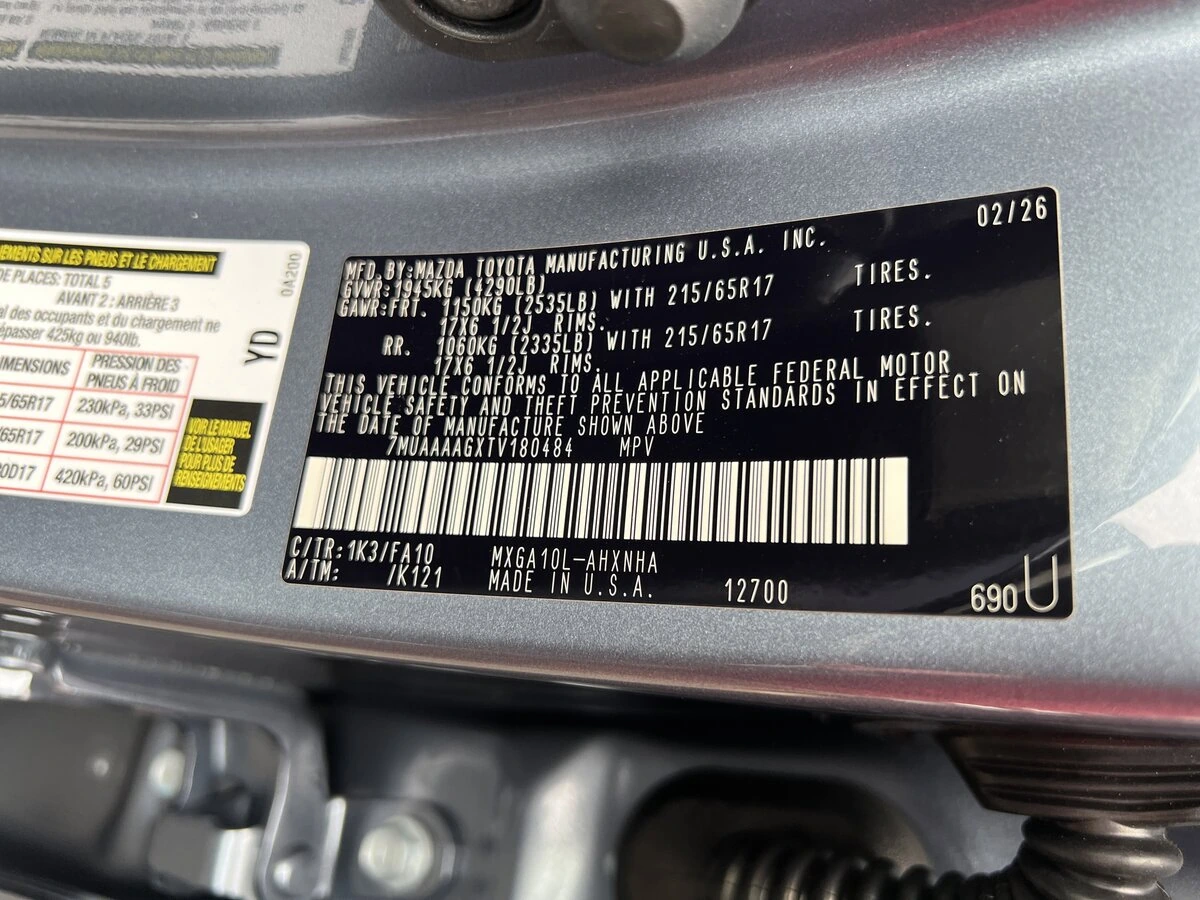 NEMENTS SUR LES PNEUS ET LE CHARGEMENT
DE PLACES: TOTAL 5
AVANT 2 : ARRIÈRE 3
al des occupants et du chargement ne
épasser 425kg ou 940lb.
IMENSIONS PRESSION DES PNEUS À FROID
5/65R17 230kPa, 33PSI
/65R17 200kPa, 29PSI
0D17 420kPa, 60PSI
0A200
YD
VOIR LE MANUEL
DE L'USAGER
POUR PLUS DE
RENSEIGNEMENTS
02/26
MFD. BY: MAZDA TOYOTA MANUFACTURING U.S.A. INC.
GVWR: 1945KG (4290LB)
GAWR:FRT. 1150KG (2535LB) WITH 215/65R17 TIRES.
17X6 1/2J RIMS.
RR. 1060KG (2335LB) WITH 215/65R17 TIRES.
17X6 1/2J RIMS.
THIS VEHICLE CONFORMS TO ALL APPLICABLE FEDERAL MOTOR
VEHICLE SAFETY AND THEFT PREVENTION STANDARDS IN EFFECT ON
THE DATE OF MANUFACTURE SHOWN ABOVE
7MUAAAAGXTV180484 MPV
C/TR: 1K3/FA10 MXGA10L-AHXNHA
A/TM: /K121 MADE IN U.S.A. 12700
690 U